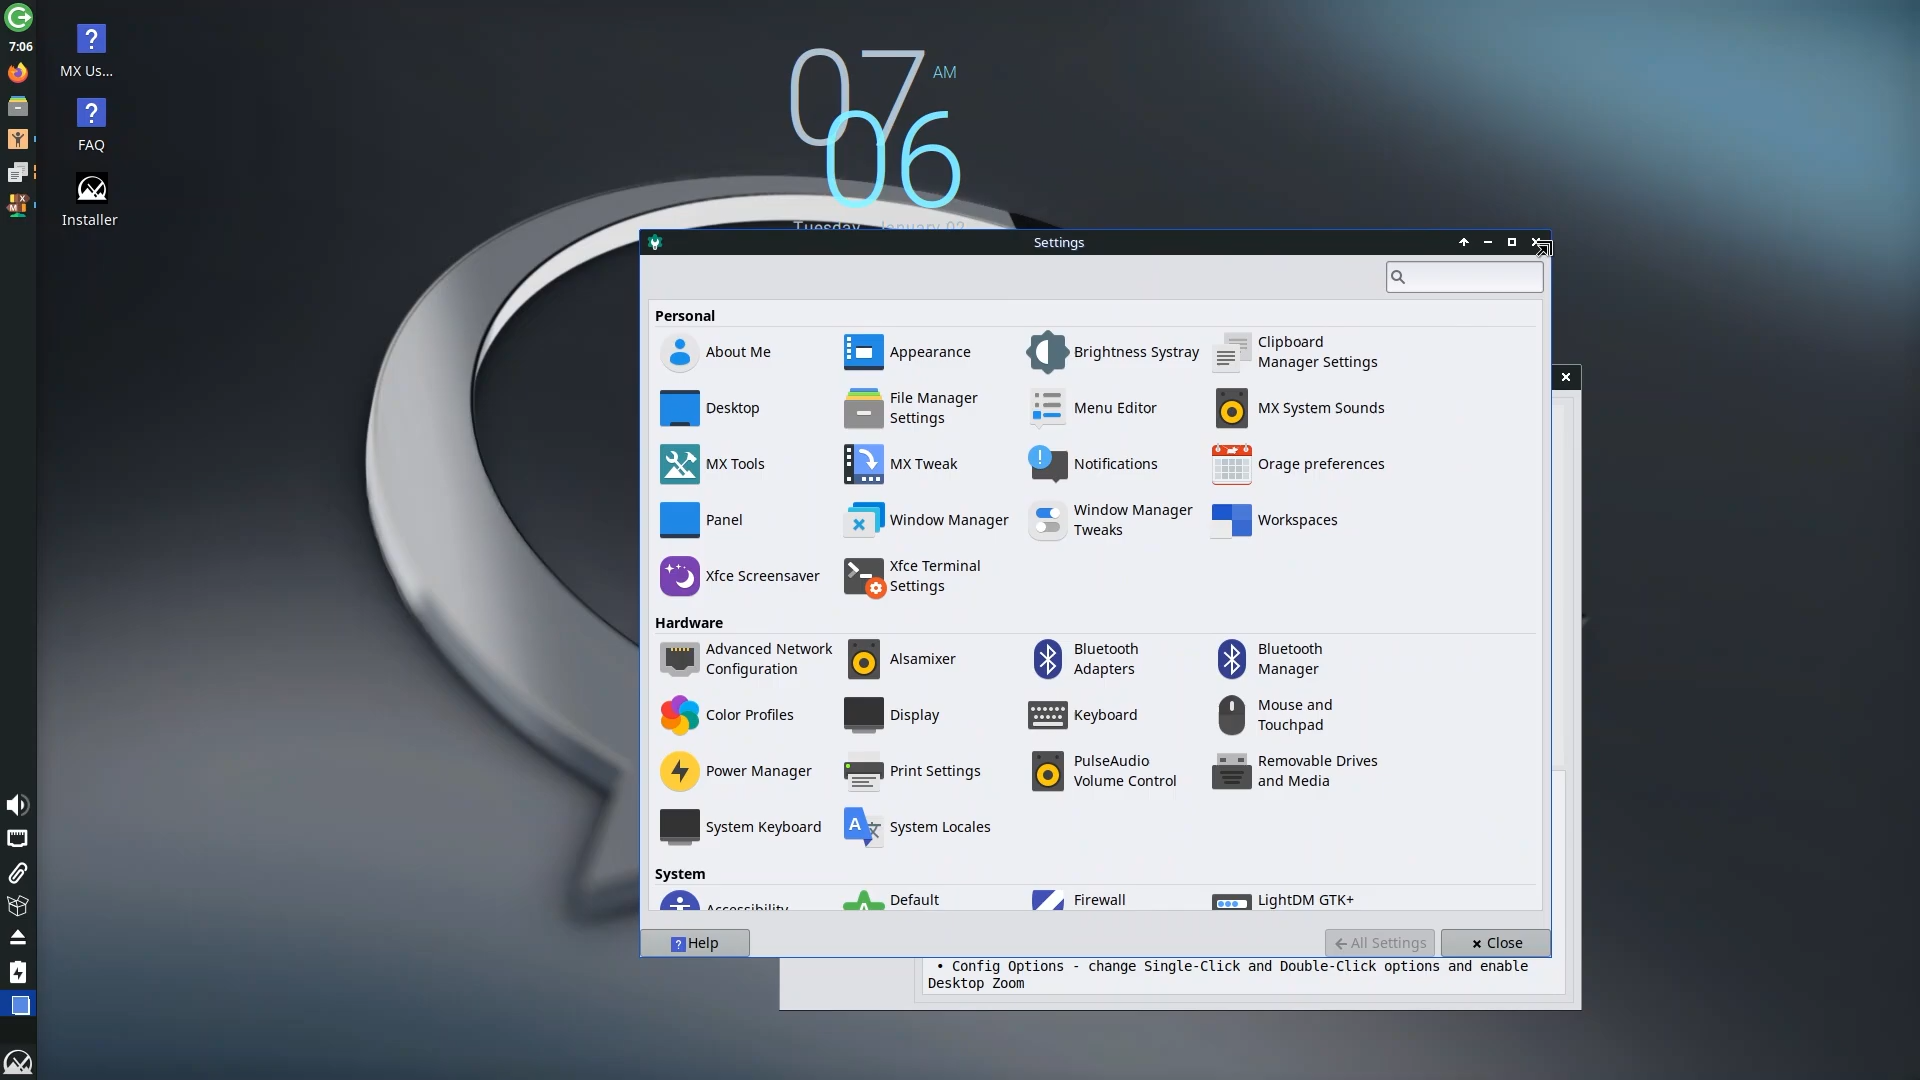 7:06
MX Us...
FAQ
Installer
07
AM
06
Tuesday January 02
Settings
Personal
About Me
Appearance
Brightness Systray
Clipboard
Manager Settings
Desktop
File Manager
Settings
Menu Editor
MX System Sounds
MX Tools
MX Tweak
Notifications
Orage preferences
Panel
Window Manager
Window Manager
Tweaks
Workspaces
Xfce Screensaver
Xfce Terminal
Settings
Hardware
Advanced Network
Configuration
Alsamixer
Bluetooth
Adapters
Bluetooth
Manager
Color Profiles
Display
Keyboard
Mouse and
Touchpad
Power Manager
Print Settings
PulseAudio
Volume Control
Removable Drives
and Media
System Keyboard
System Locales
System
Accessibility
Default
Firewall
LightDM GTK+
Help
All Settings
Close
• Config Options - change Single-Click and Double-Click options and enable
Desktop Zoom